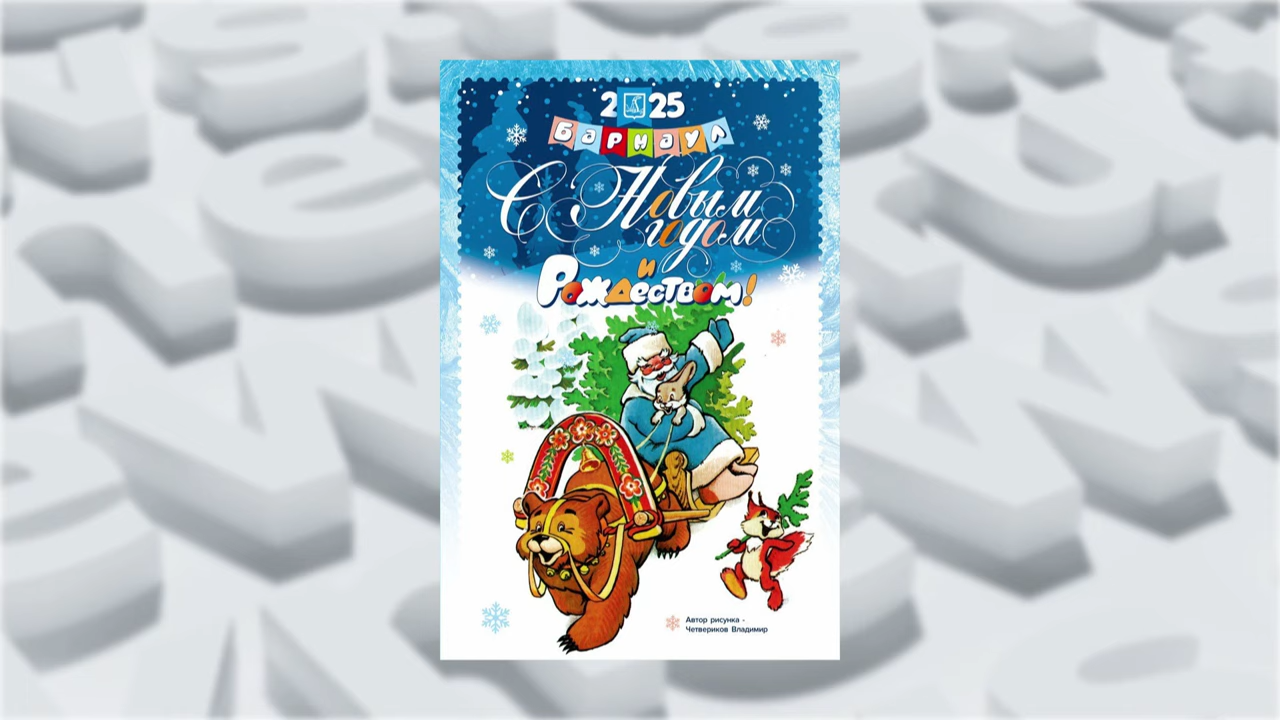 2025
БАРНАУЛ
С Новым
годом
и
Рождеством!
Автор рисунка -
Четвериков Владимир